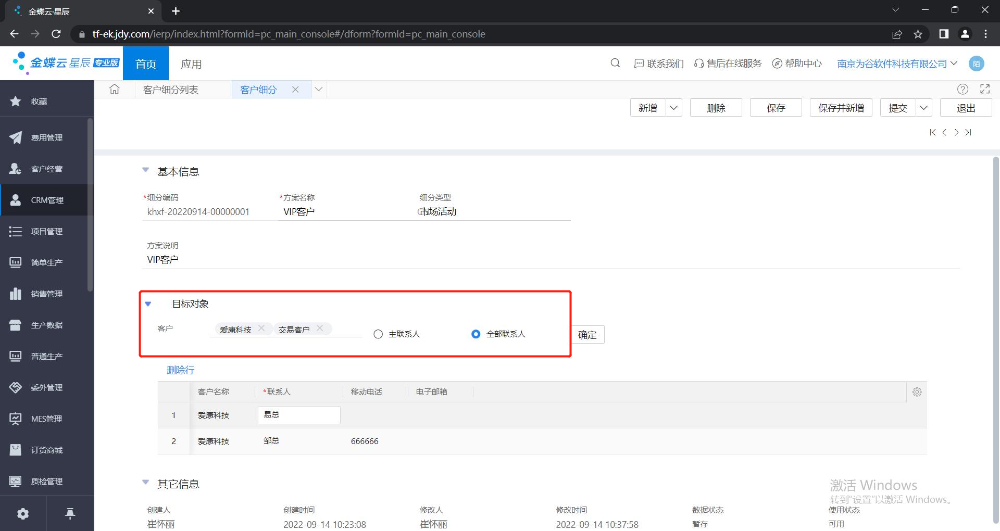 金蝶云·星辰
tf-ek.jdy.com/ierp/index.html?formId=pc_main_console#/dform?formId=pc_main_console
金蝶云 星辰 专业版
首页
应用
联系我们
售后在线服务
帮助中心
南京为谷软件科技有限公司
陌
收藏
费用管理
客户经营
CRM管理
项目管理
简单生产
销售管理
生产数据
普通生产
委外管理
MES管理
订货商城
质检管理
客户细分列表
客户细分
新增
删除
保存
保存并新增
提交
退出
基本信息
*细分编码
khxf-20220914-00000001
*方案名称
VIP客户
细分类型
市场活动
方案说明
VIP客户
目标对象
客户
爱康科技
交易客户
主联系人
全部联系人
确定
删除行
客户名称 *联系人 移动电话 电子邮箱
1 爱康科技 易总
2 爱康科技 邹总 666666
其它信息
创建人
崔怀丽
创建时间
2022-09-14 10:23:08
修改人
崔怀丽
修改时间
2022-09-14 10:37:58
数据状态
暂存
使用状态
可用
激活 Windows
转到"设置"以激活 Windows。